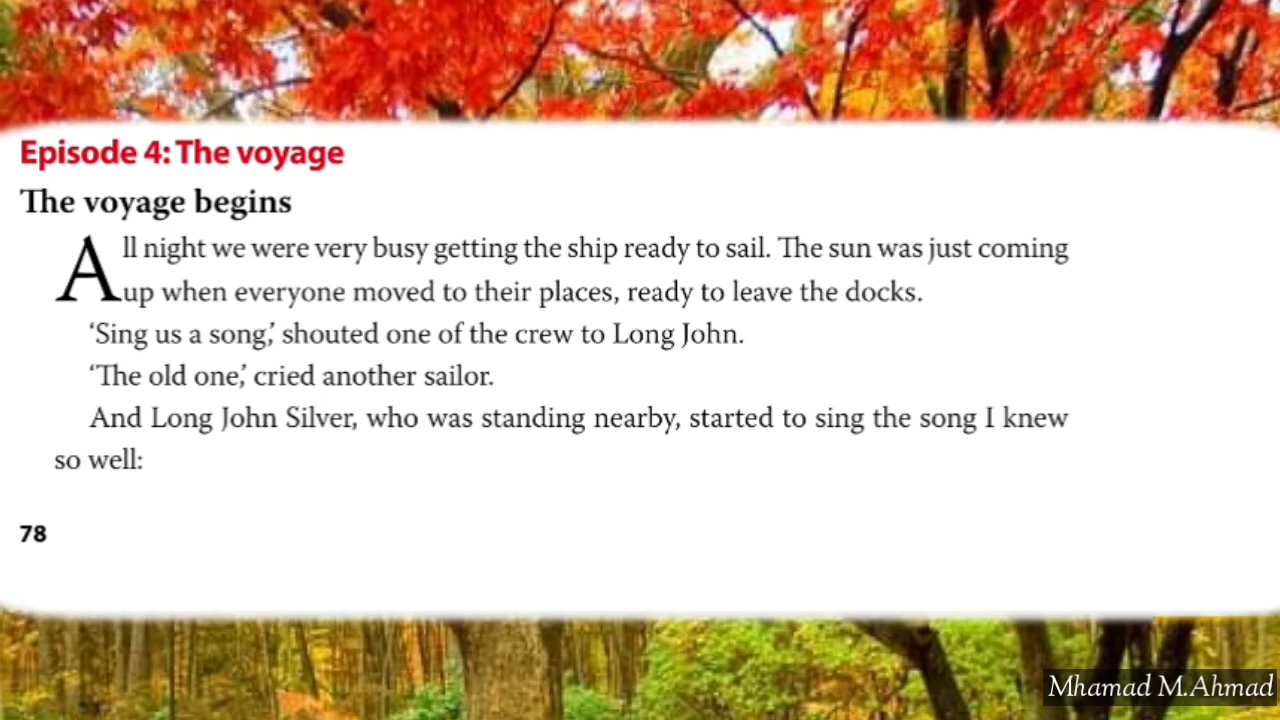 Episode 4: The voyage
The voyage begins
All night we were very busy getting the ship ready to sail. The sun was just coming
up when everyone moved to their places, ready to leave the docks.
‘Sing us a song,’ shouted one of the crew to Long John.
‘The old one,’ cried another sailor.
And Long John Silver, who was standing nearby, started to sing the song I knew
so well:
78
Mhamad M.Ahmad